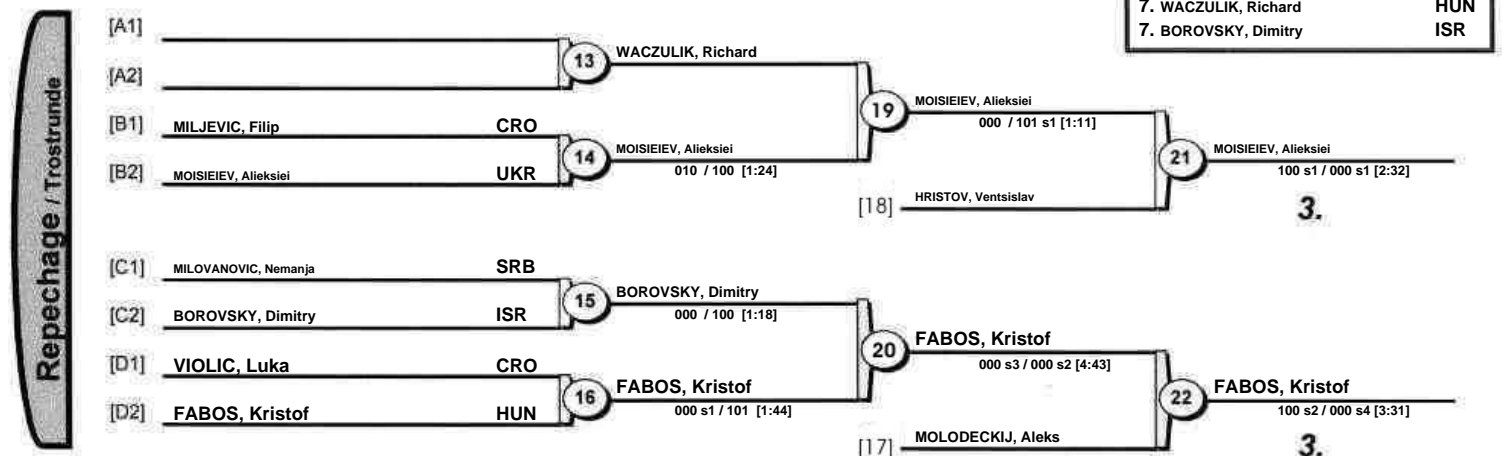 7. WACZULIK, Richard HUN
7. BOROVSKY, Dimitry ISR
Repechage / Trostrunde
[A1]
[A2]
13
WACZULIK, Richard
[B1] MILJEVIC, Filip CRO
[B2] MOISIEIEV, Alieksiei UKR
14
MOISIEIEV, Alieksiei
010 / 100 [1:24]
19
MOISIEIEV, Alieksiei
000 / 101 s1 [1:11]
[18] HRISTOV, Ventsislav
21
MOISIEIEV, Alieksiei
100 s1 / 000 s1 [2:32]
3.
[C1] MILOVANOVIC, Nemanja SRB
[C2] BOROVSKY, Dimitry ISR
15
BOROVSKY, Dimitry
000 / 100 [1:18]
[D1] VIOLIC, Luka CRO
[D2] FABOS, Kristof HUN
16
FABOS, Kristof
000 s1 / 101 [1:44]
20
FABOS, Kristof
000 s3 / 000 s2 [4:43]
[17] MOLODECKIJ, Aleks
22
FABOS, Kristof
100 s2 / 000 s4 [3:31]
3.